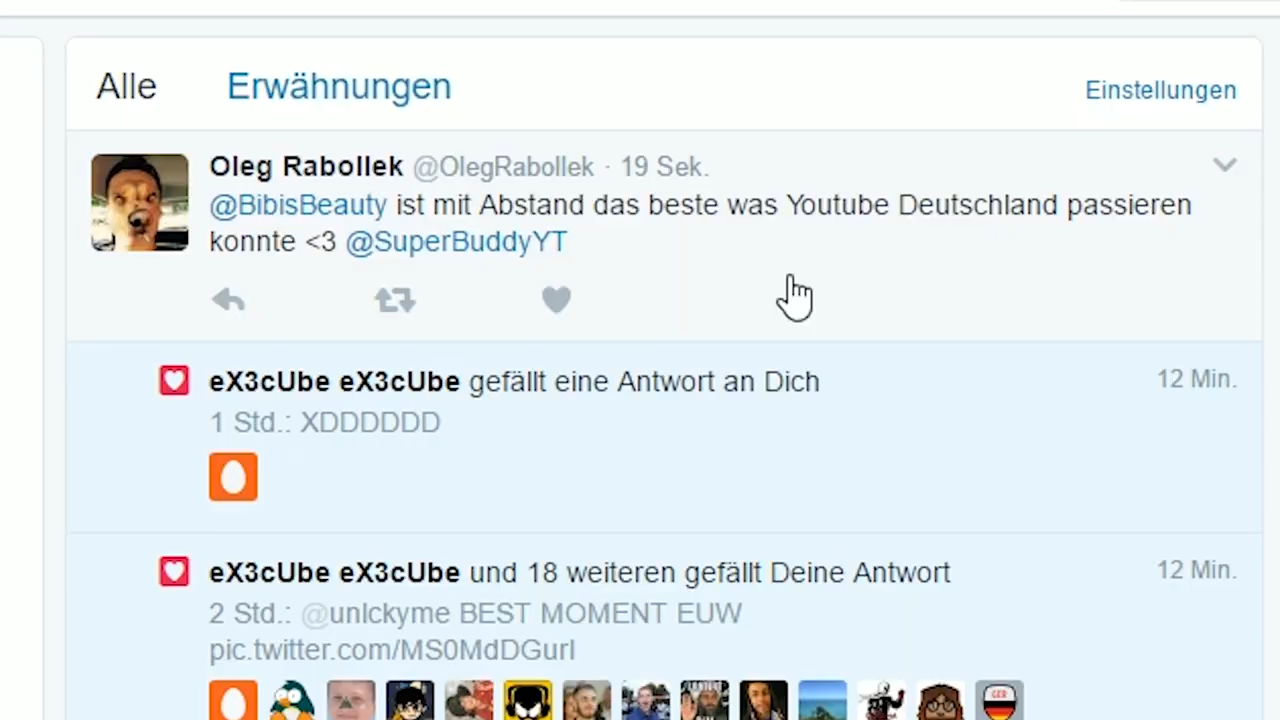 Alle Erwähnungen Einstellungen
Oleg Rabollek @OlegRabollek · 19 Sek.
@BibisBeauty ist mit Abstand das beste was Youtube Deutschland passieren
konnte <3 @SuperBuddyYT
eX3cUbe eX3cUbe gefällt eine Antwort an Dich 12 Min.
1 Std.: XDDDDDD
eX3cUbe eX3cUbe und 18 weiteren gefällt Deine Antwort 12 Min.
2 Std.: @unlckyme BEST MOMENT EUW
pic.twitter.com/MS0MdDGurI
GER